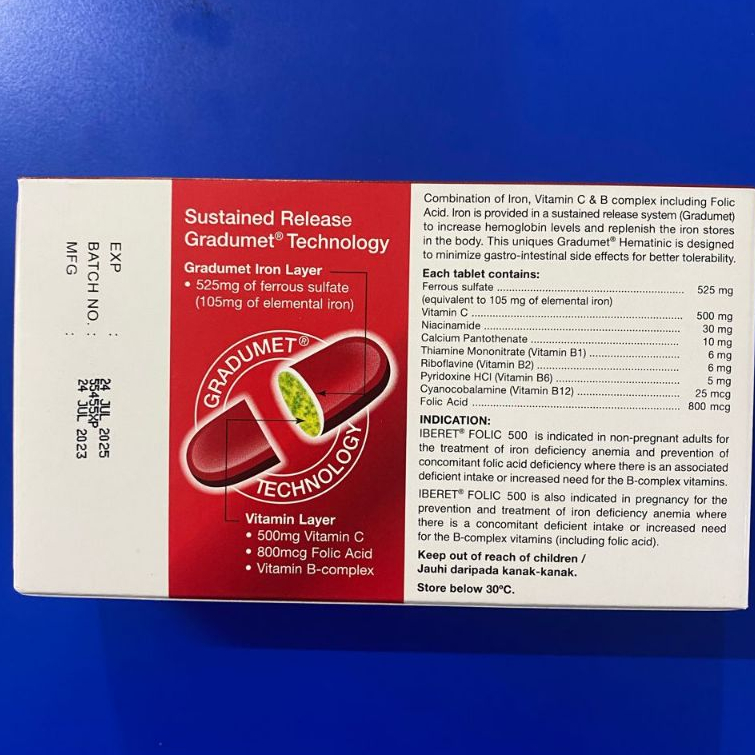 EXP : 24 JUL 2025
BATCH NO. : 55455XP
MFG : 24 JUL 2023
Sustained Release
Gradumet® Technology
Gradumet Iron Layer
• 525mg of ferrous sulfate
(105mg of elemental iron)
GRADUMET®
TECHNOLOGY
Vitamin Layer
• 500mg Vitamin C
• 800mcg Folic Acid
• Vitamin B-complex
Combination of Iron, Vitamin C & B complex including Folic
Acid. Iron is provided in a sustained release system (Gradumet)
to increase hemoglobin levels and replenish the iron stores
in the body. This uniques Gradumet® Hematinic is designed
to minimize gastro-intestinal side effects for better tolerability.
Each tablet contains:
Ferrous sulfate ............ 525 mg
(equivalent to 105 mg of elemental iron)
Vitamin C ............ 500 mg
Niacinamide ............ 30 mg
Calcium Pantothenate ............ 10 mg
Thiamine Mononitrate (Vitamin B1) ............ 6 mg
Riboflavine (Vitamin B2) ............ 6 mg
Pyridoxine HCl (Vitamin B6) ............ 5 mg
Cyanocobalamine (Vitamin B12) ............ 25 mcg
Folic Acid ............ 800 mcg
INDICATION:
IBERET® FOLIC 500 is indicated in non-pregnant adults for
the treatment of iron deficiency anemia and prevention of
concomitant folic acid deficiency where there is an associated
deficient intake or increased need for the B-complex vitamins.
IBERET® FOLIC 500 is also indicated in pregnancy for the
prevention and treatment of iron deficiency anemia where
there is a concomitant deficient intake or increased need
for the B-complex vitamins (including folic acid).
Keep out of reach of children /
Jauhi daripada kanak-kanak.
Store below 30°C.